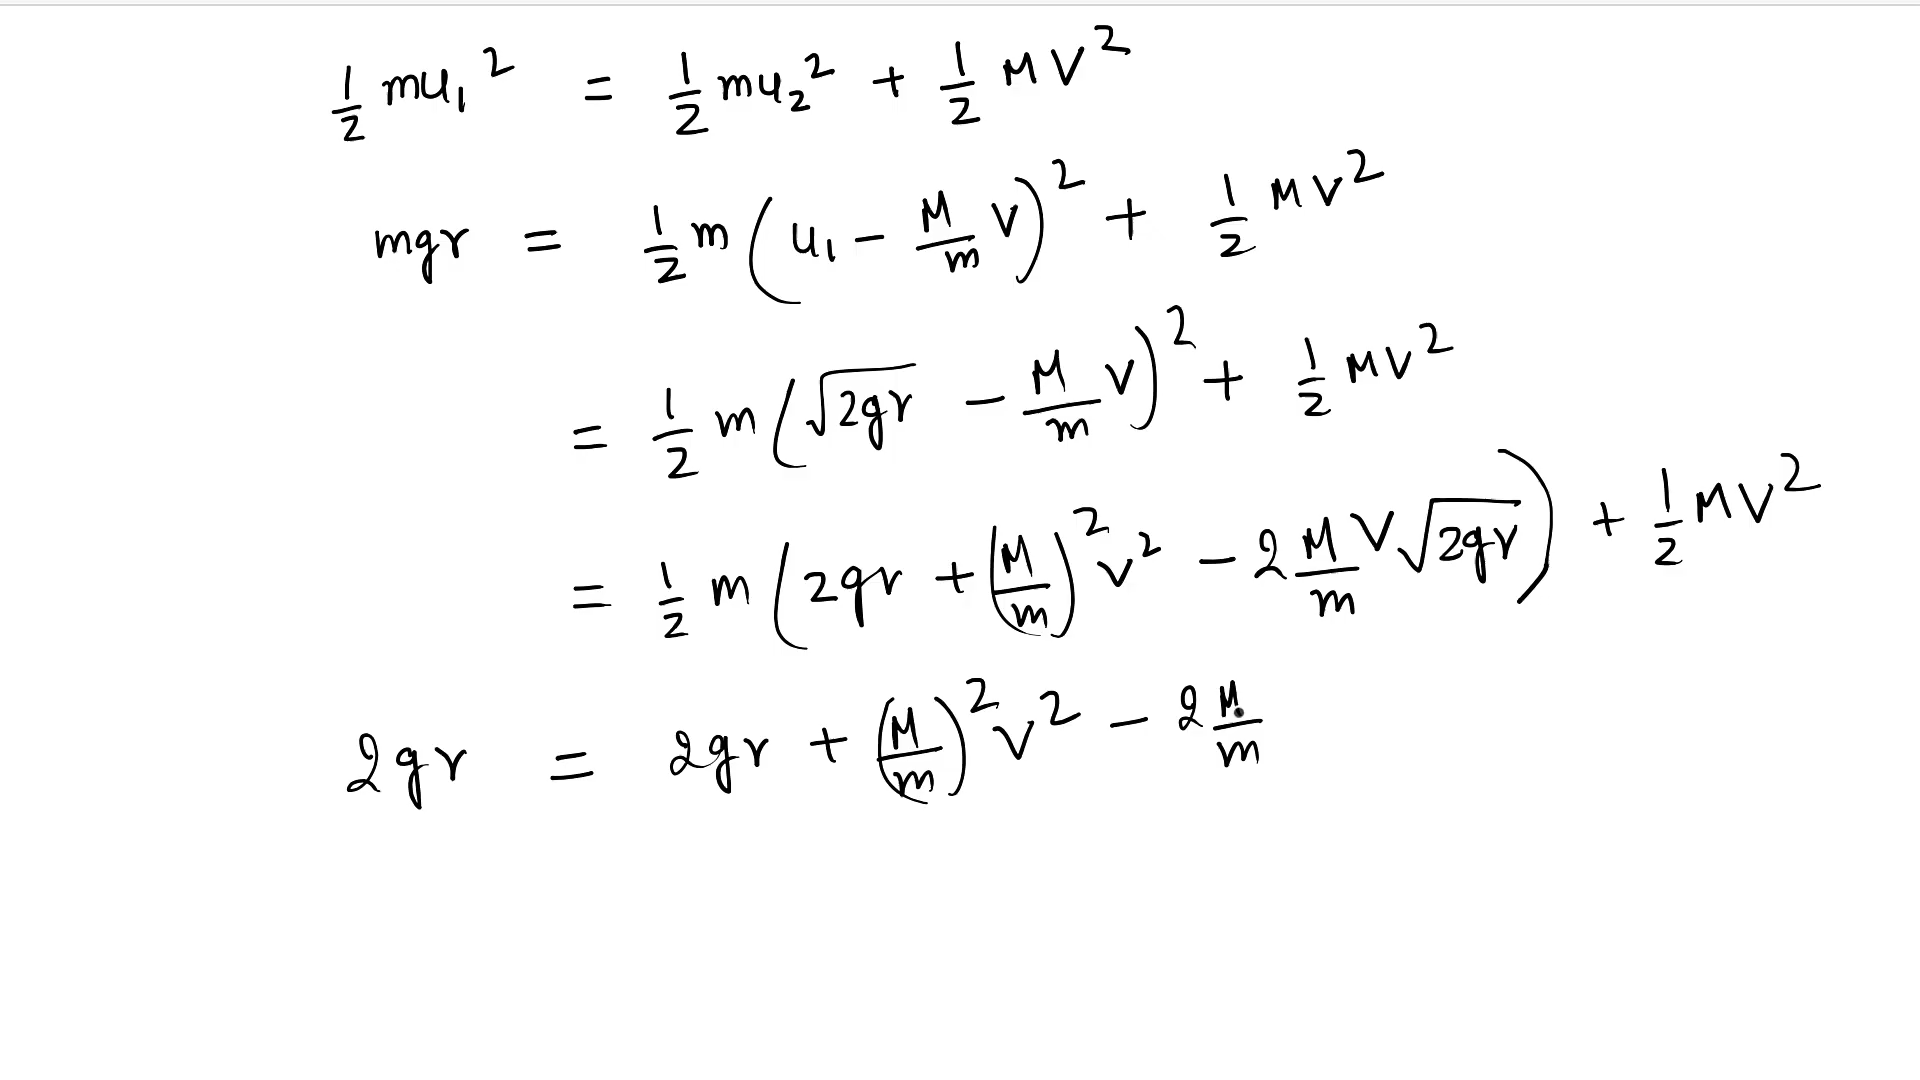 ½ mu₁² = ½ mu₂² + ½ MV²
mgr = ½ m(u₁ − M/m V)² + ½ MV²
= ½ m(√2gr − M/m V)² + ½ MV²
= ½ m(2gr + (M/m)² V² − 2 M/m V√2gr) + ½ MV²
2gr = 2gr + (M/m)² V² − 2 M/m